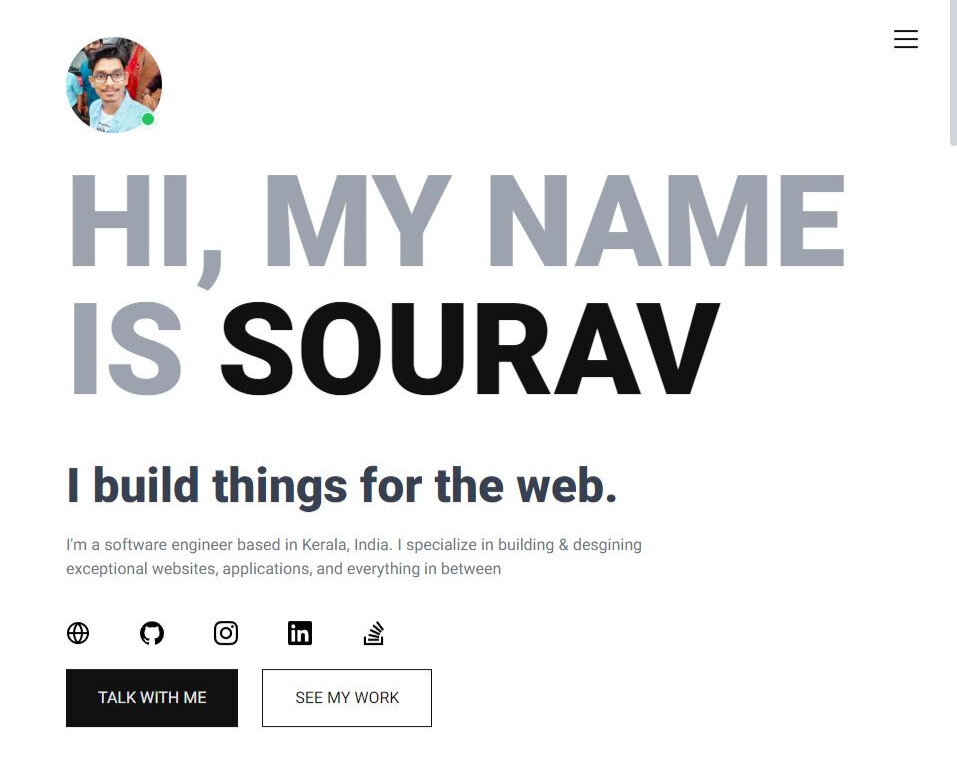 HI, MY NAME
IS SOURAV
I build things for the web.
I'm a software engineer based in Kerala, India. I specialize in building & desgining
exceptional websites, applications, and everything in between
TALK WITH ME
SEE MY WORK